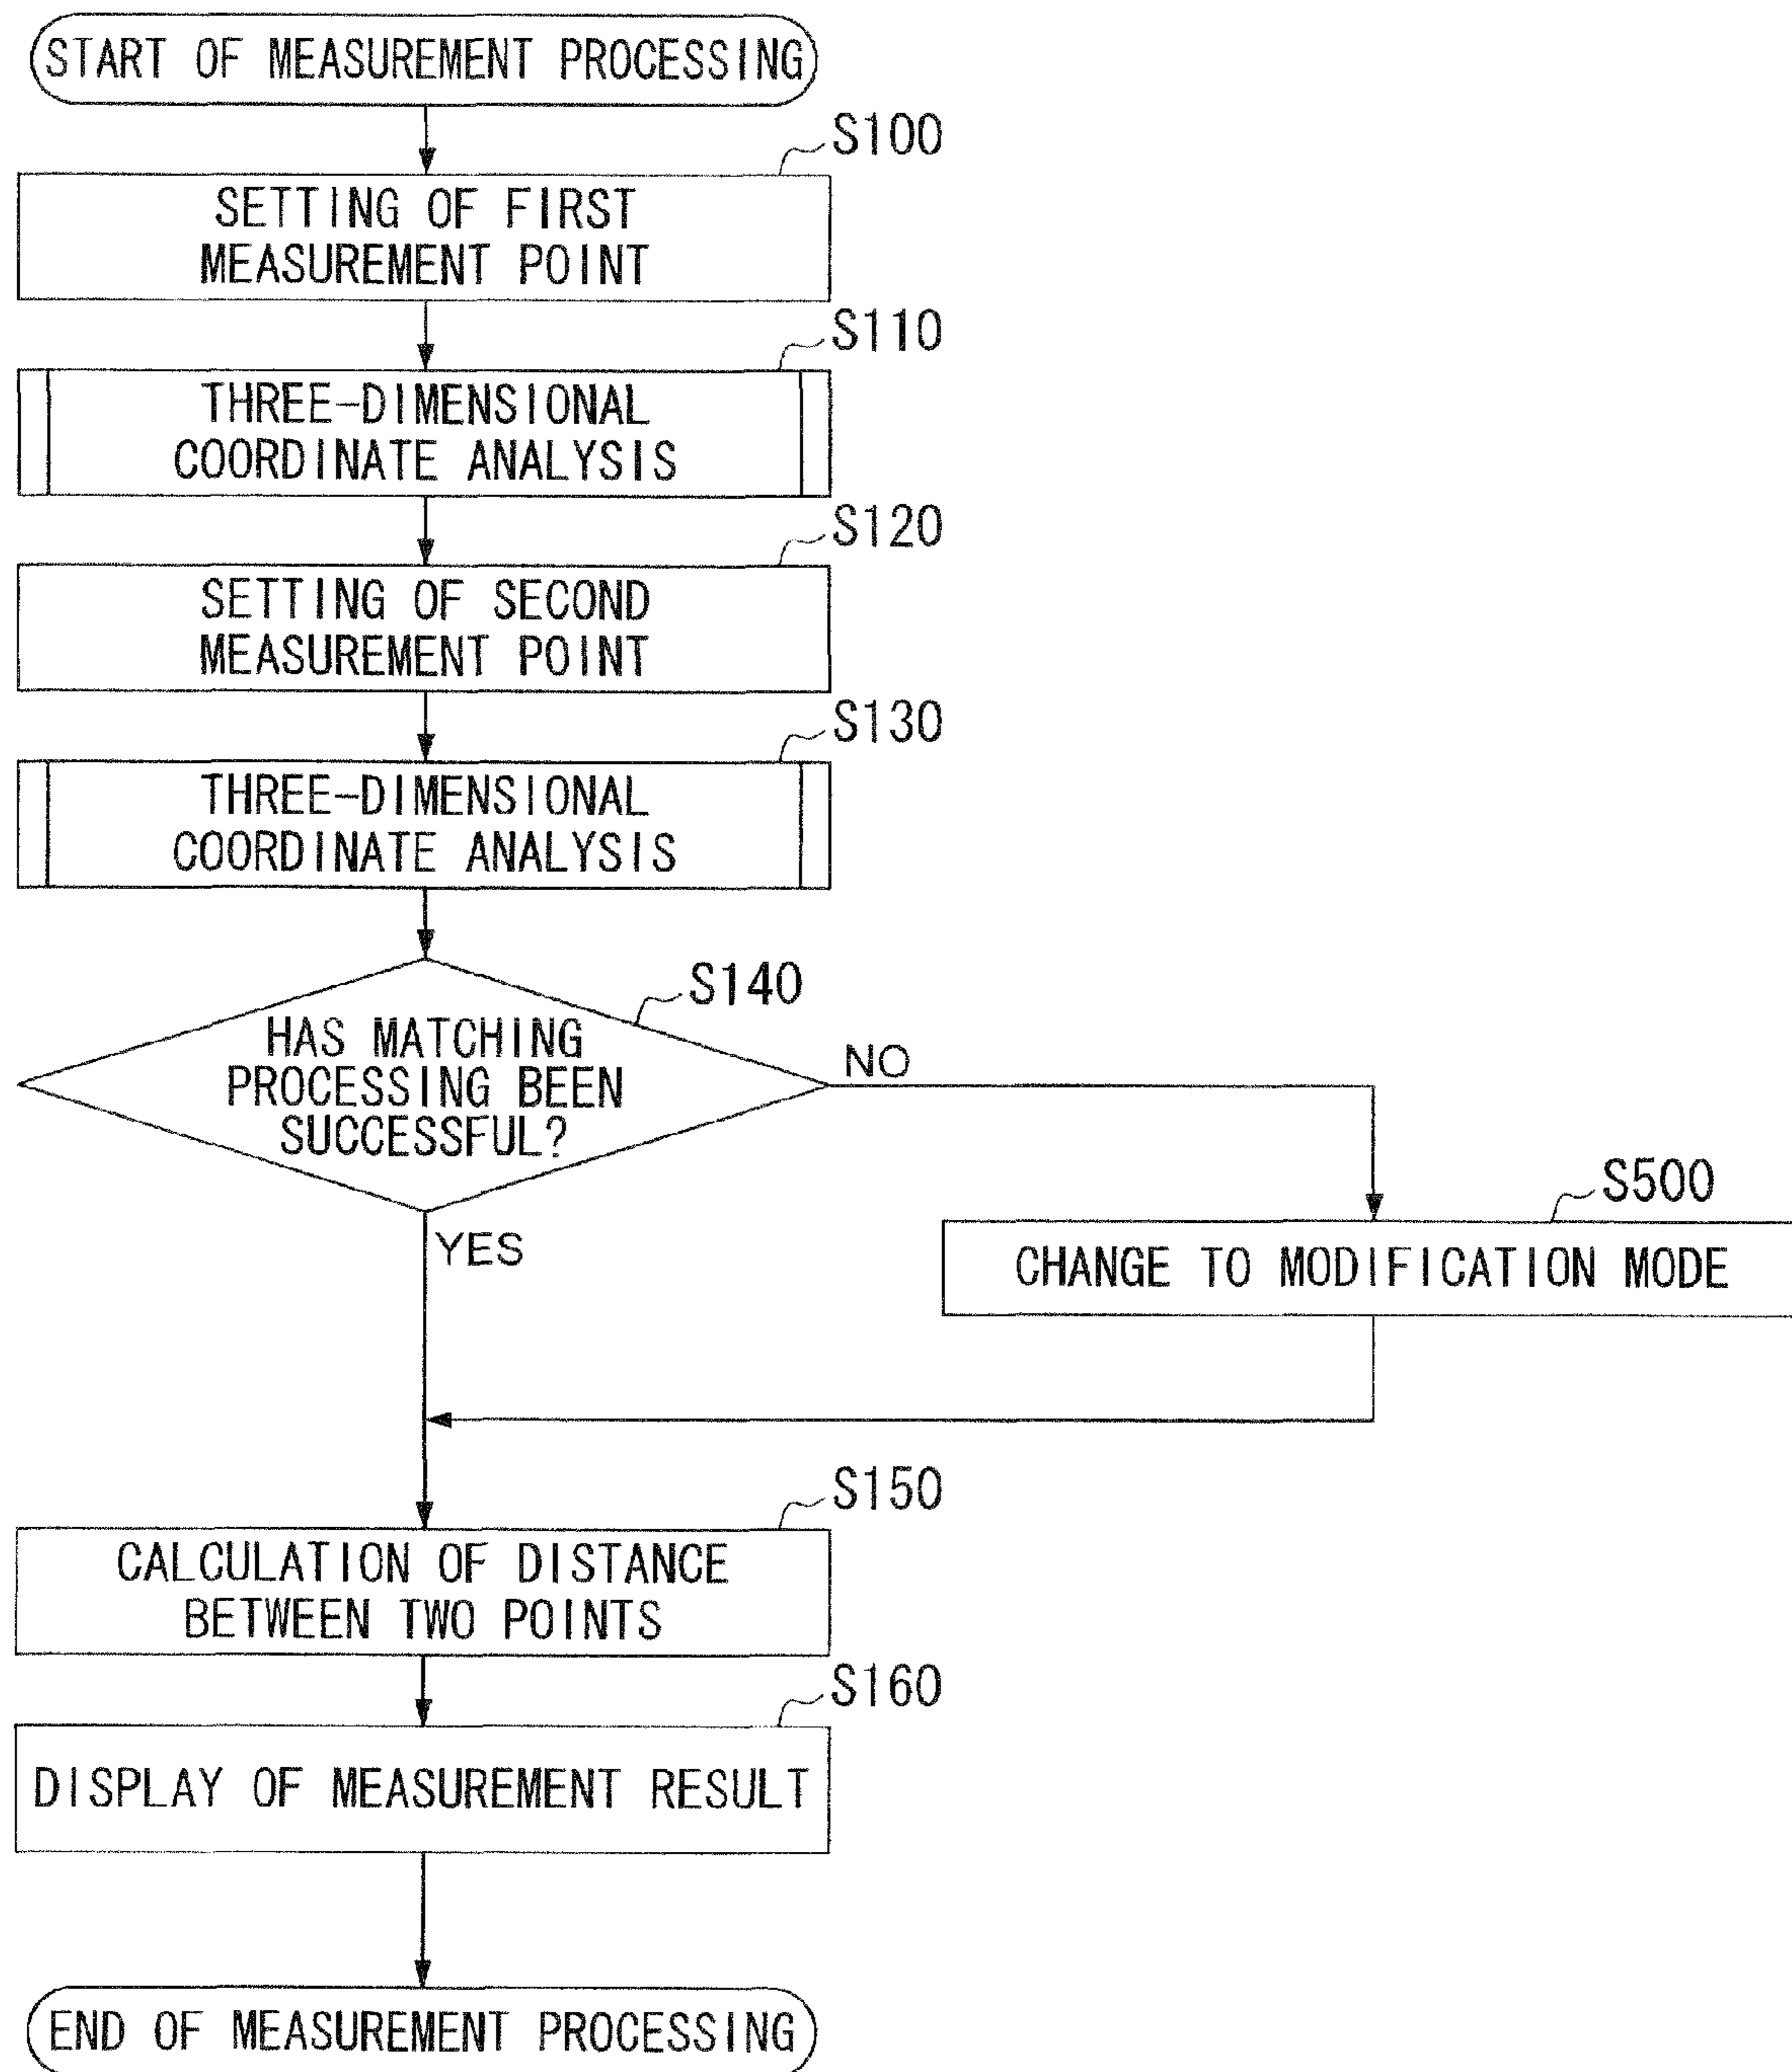 START OF MEASUREMENT PROCESSING
S100
SETTING OF FIRST
MEASUREMENT POINT
S110
THREE-DIMENSIONAL
COORDINATE ANALYSIS
S120
SETTING OF SECOND
MEASUREMENT POINT
S130
THREE-DIMENSIONAL
COORDINATE ANALYSIS
S140
HAS MATCHING
PROCESSING BEEN
SUCCESSFUL?
NO
YES
S500
CHANGE TO MODIFICATION MODE
S150
CALCULATION OF DISTANCE
BETWEEN TWO POINTS
S160
DISPLAY OF MEASUREMENT RESULT
END OF MEASUREMENT PROCESSING